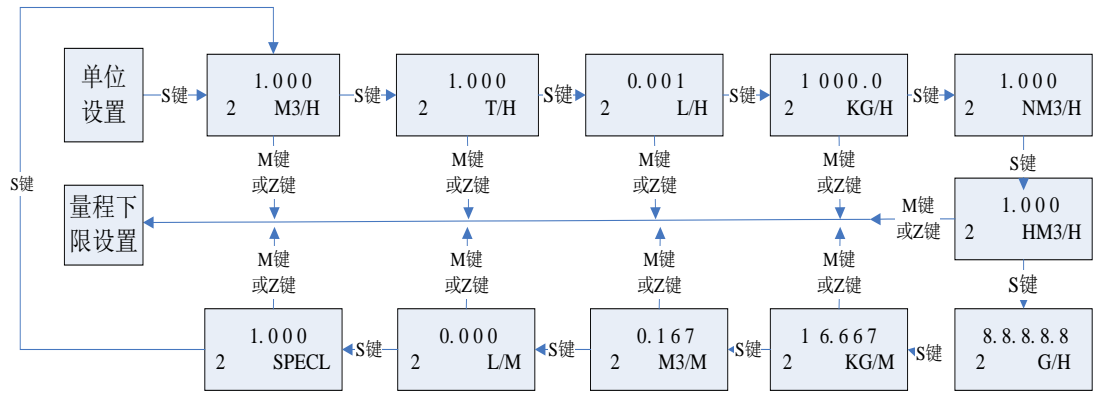 单位
设置
S键
1.000
2 M3/H
S键
1.000
2 T/H
S键
0.001
2 L/H
S键
1000.0
2 KG/H
S键
1.000
2 NM3/H
M键
或Z键
M键
或Z键
M键
或Z键
M键
或Z键
S键
S键
量程下
限设置
M键
或Z键
1.000
2 HM3/H
M键
或Z键
M键
或Z键
M键
或Z键
M键
或Z键
S键
1.000
2 SPECL
S键
0.000
2 L/M
S键
0.167
2 M3/M
S键
16.667
2 KG/M
S键
8.8.8.8.8
2 G/H